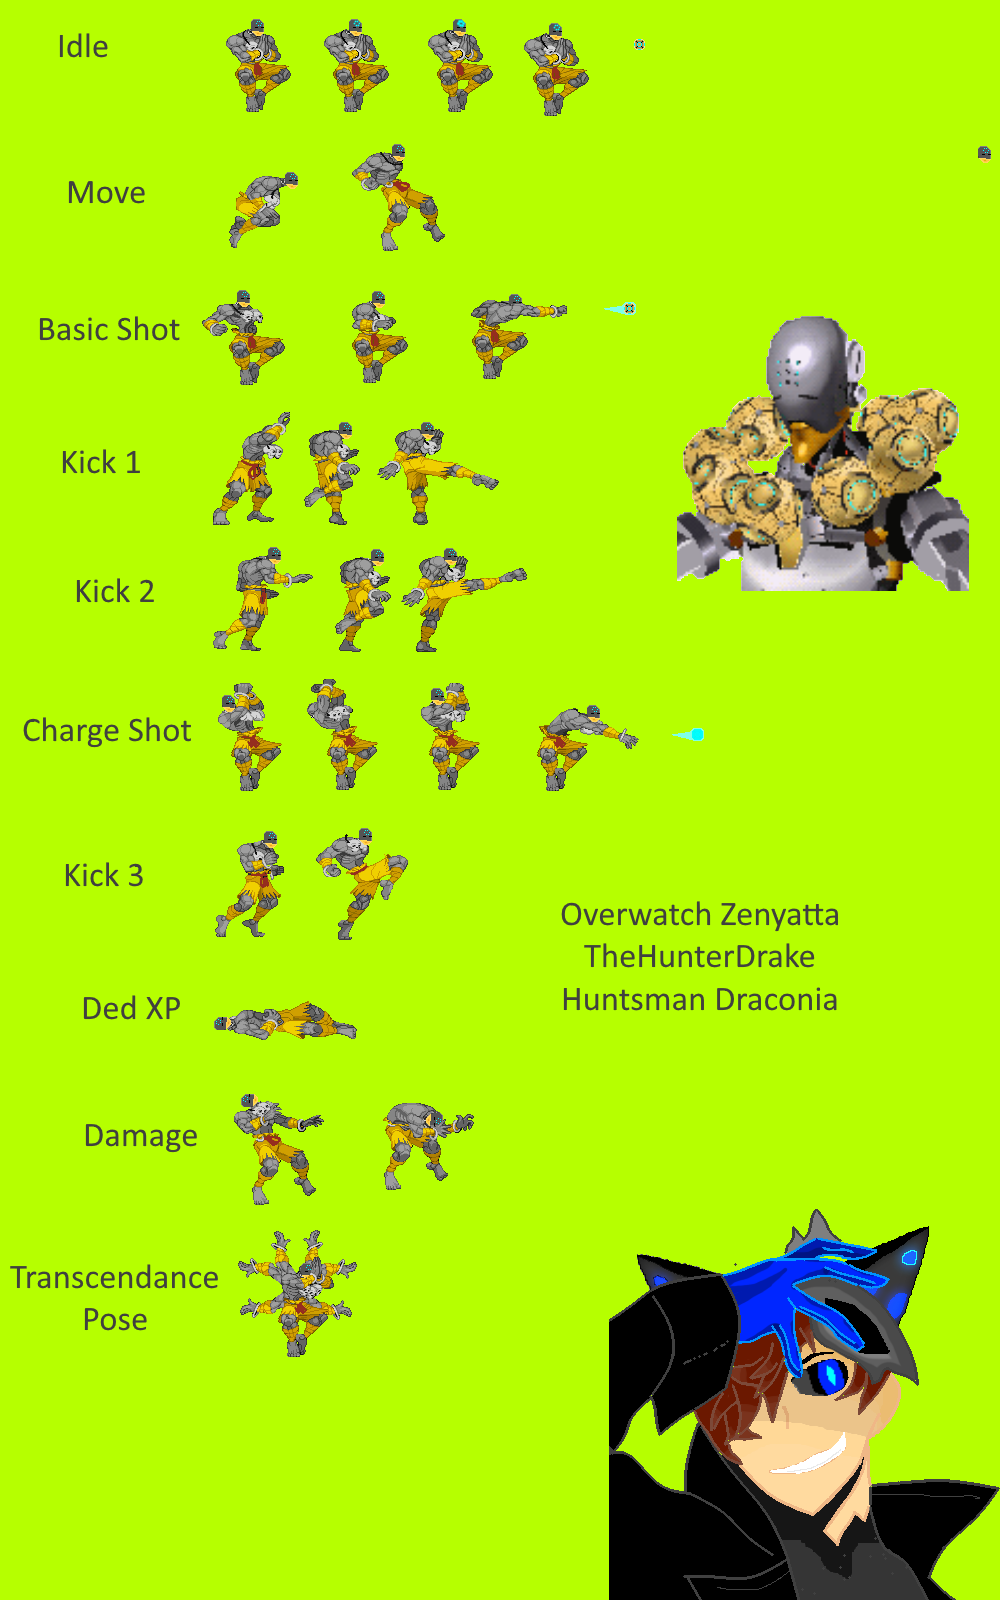 Idle
Move
Basic Shot
Kick 1
Kick 2
Charge Shot
Kick 3
Overwatch Zenyatta
TheHunterDrake
Huntsman Draconia
Ded XP
Damage
Transcendance
Pose